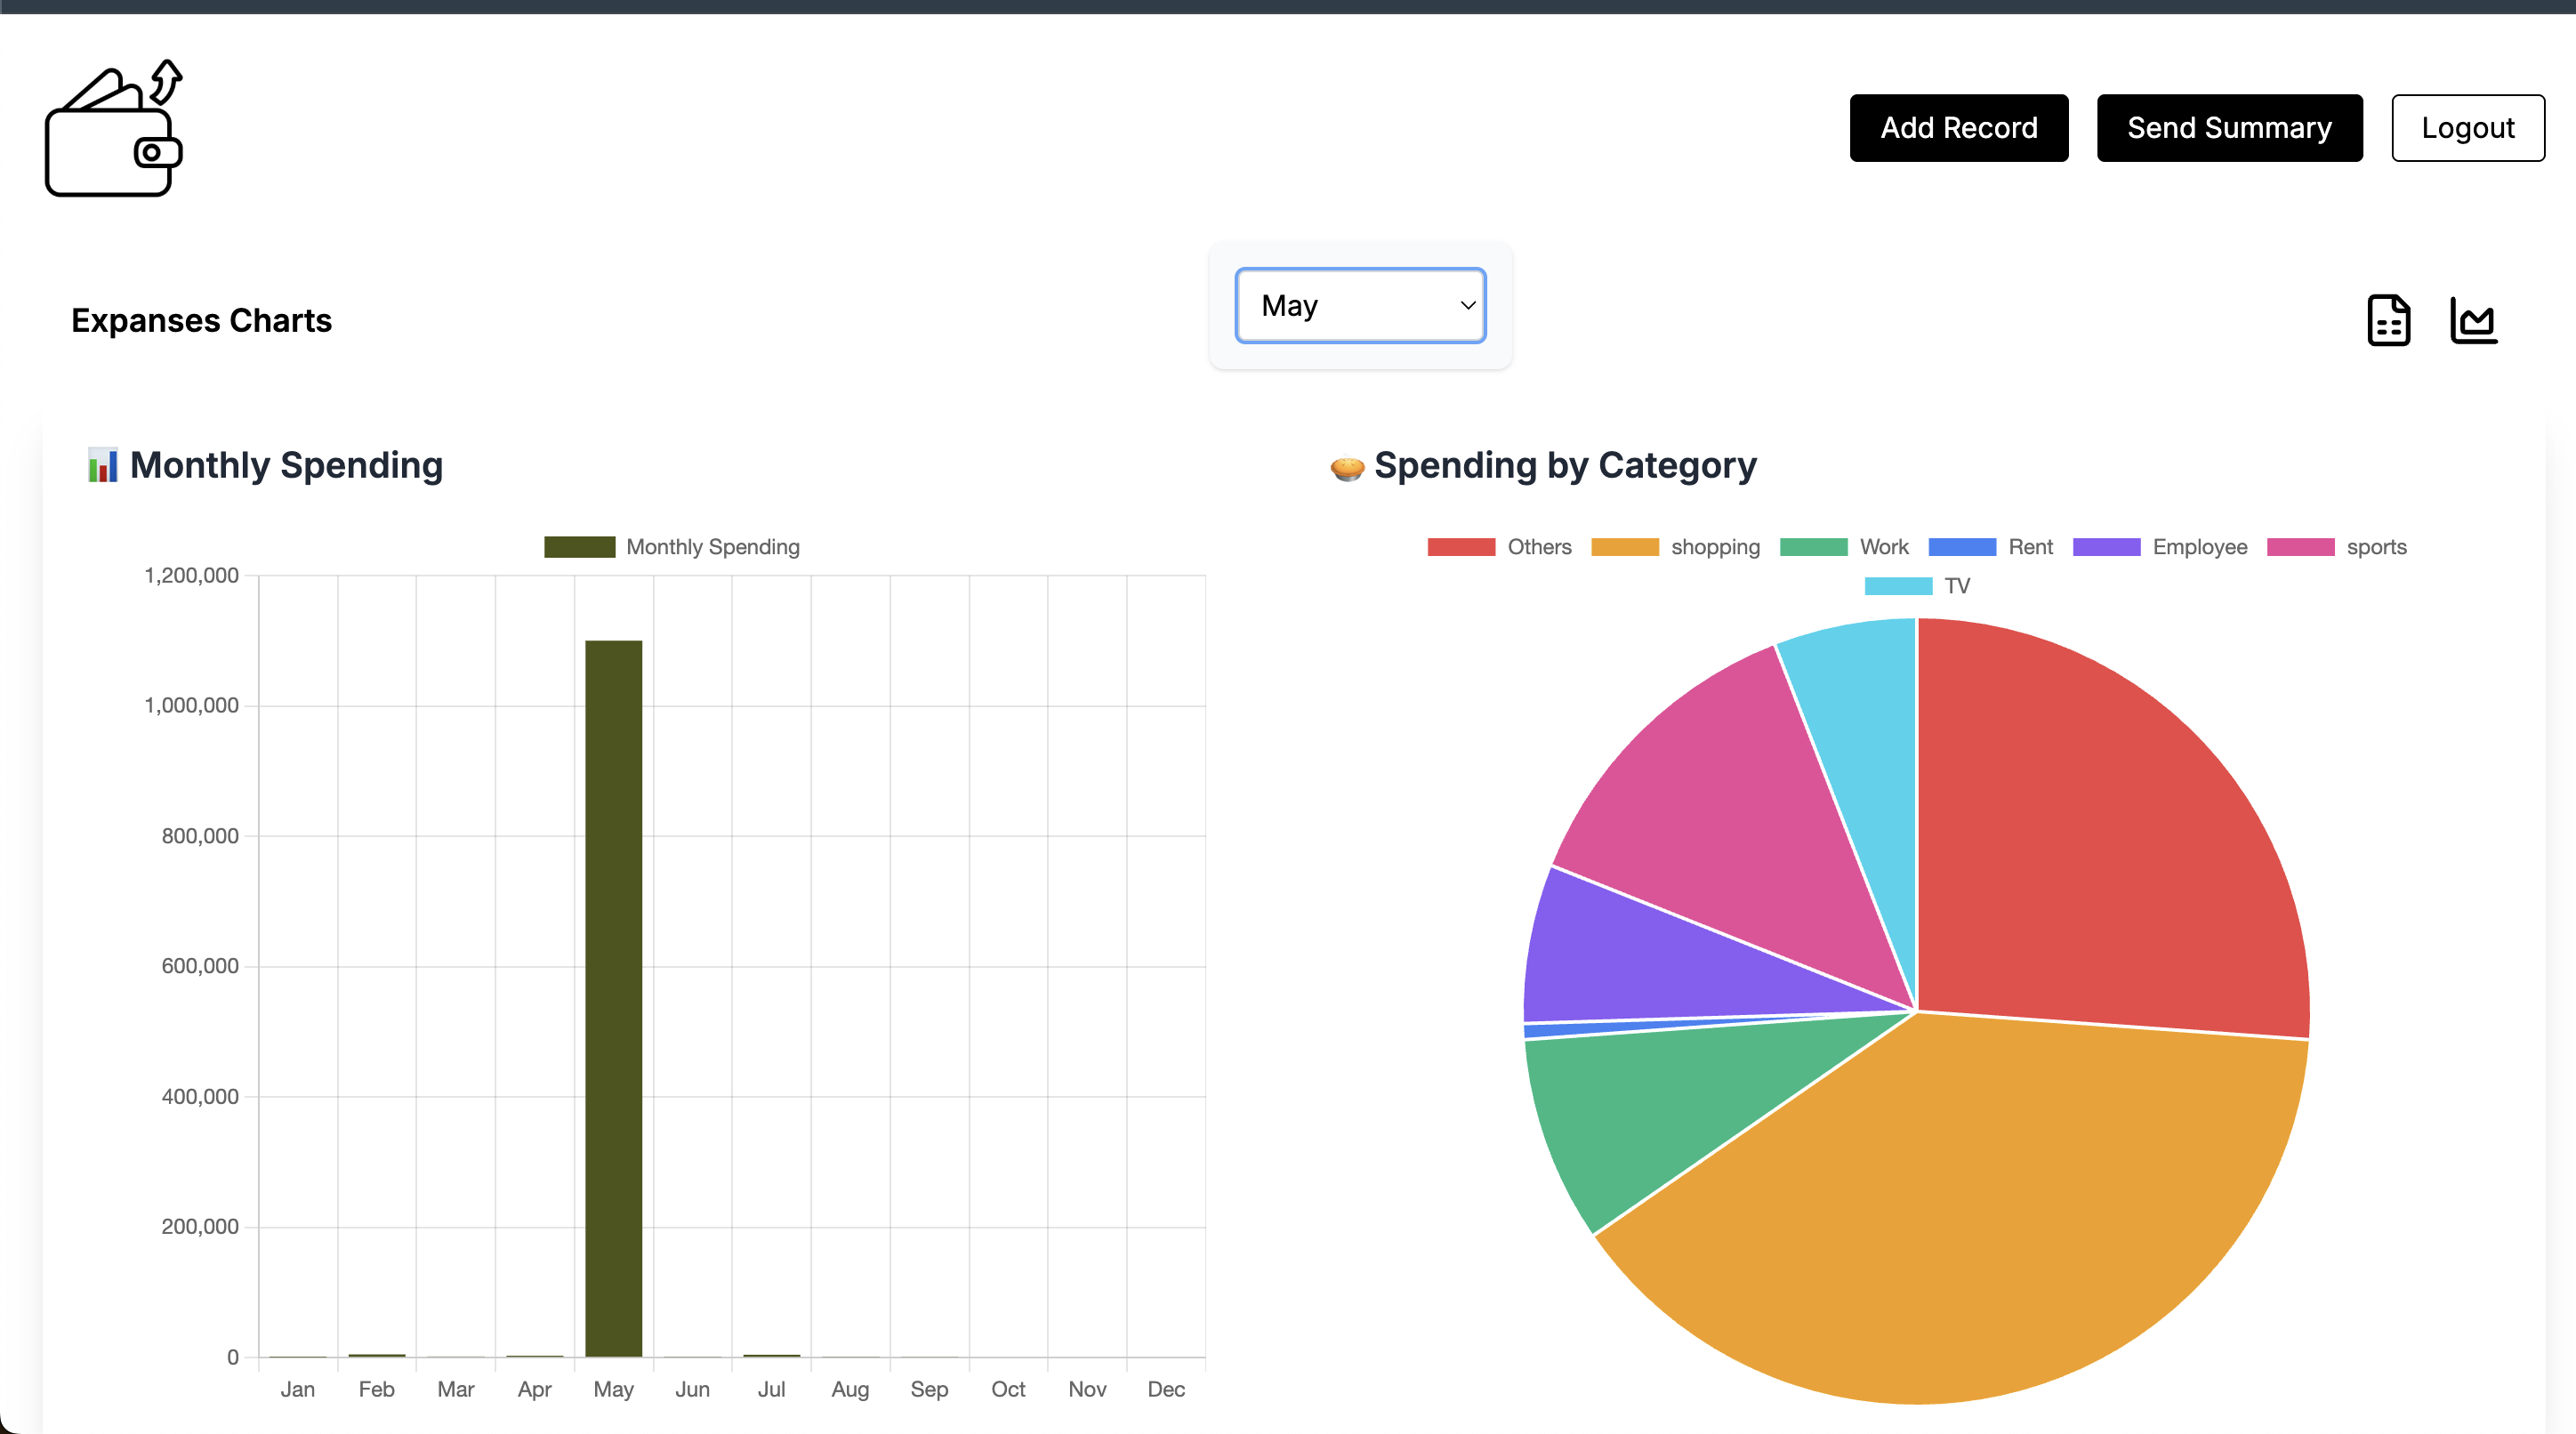 Add Record
Send Summary
Logout
Expanses Charts
May
Monthly Spending
Monthly Spending
1,200,000
1,000,000
800,000
600,000
400,000
200,000
0
Jan Feb Mar Apr May Jun Jul Aug Sep Oct Nov Dec
Spending by Category
Others shopping Work Rent Employee sports
TV